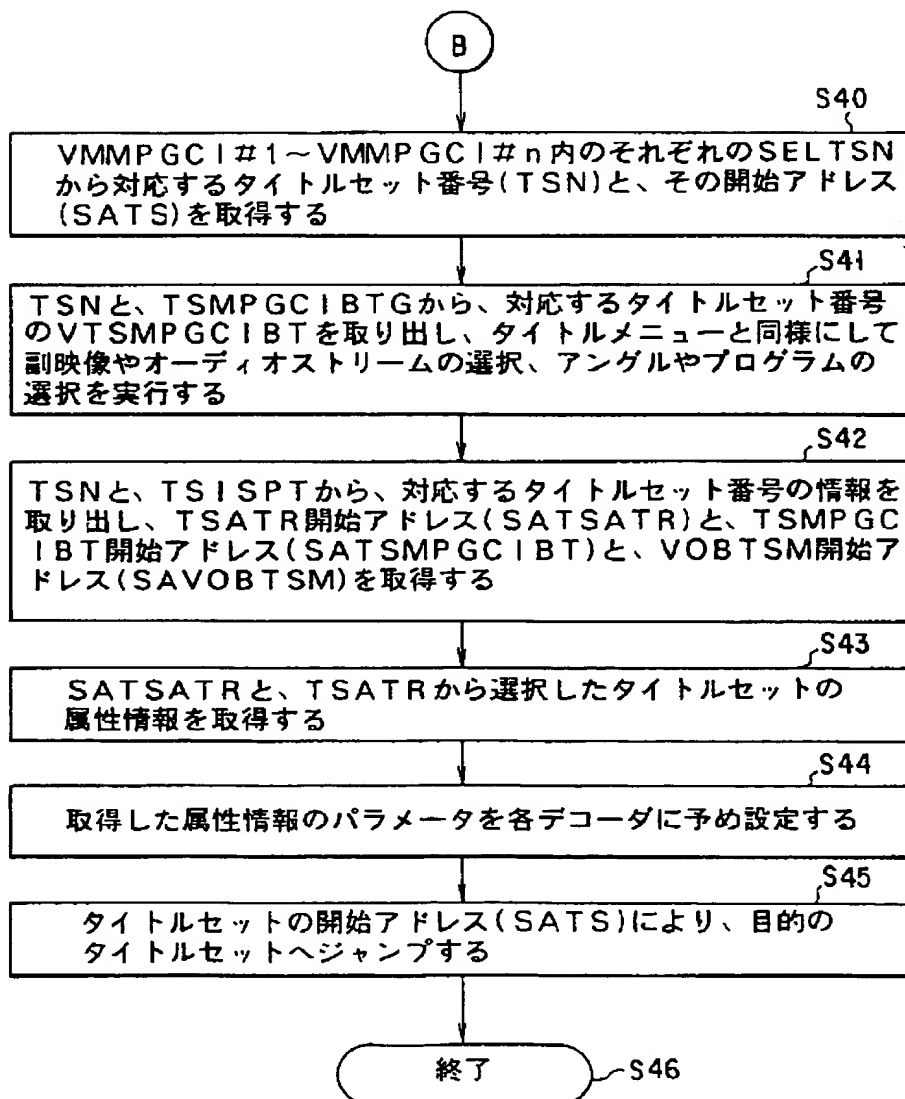 B
S40
VMMPGCI#1～VMMPGCI#n内のそれぞれのSELTSN
から対応するタイトルセット番号(TSN)と、その開始アドレス
(SATS)を取得する
S41
TSNと、TSMPGCIBTGから、対応するタイトルセット番号
のVTSMPGCIBTを取り出し、タイトルメニューと同様にして
副映像やオーディオストリームの選択、アングルやプログラムの
選択を実行する
S42
TSNと、TSISPTから、対応するタイトルセット番号の情報を
取り出し、TSATR開始アドレス(SATSATR)と、TSMPGC
IBT開始アドレス(SATSMPGCIBT)と、VOBTSM開始ア
ドレス(SAVOBTSM)を取得する
S43
SATSATRと、TSATRから選択したタイトルセットの
属性情報を取得する
S44
取得した属性情報のパラメータを各デコーダに予め設定する
S45
タイトルセットの開始アドレス(SATS)により、目的の
タイトルセットへジャンプする
終了
S46